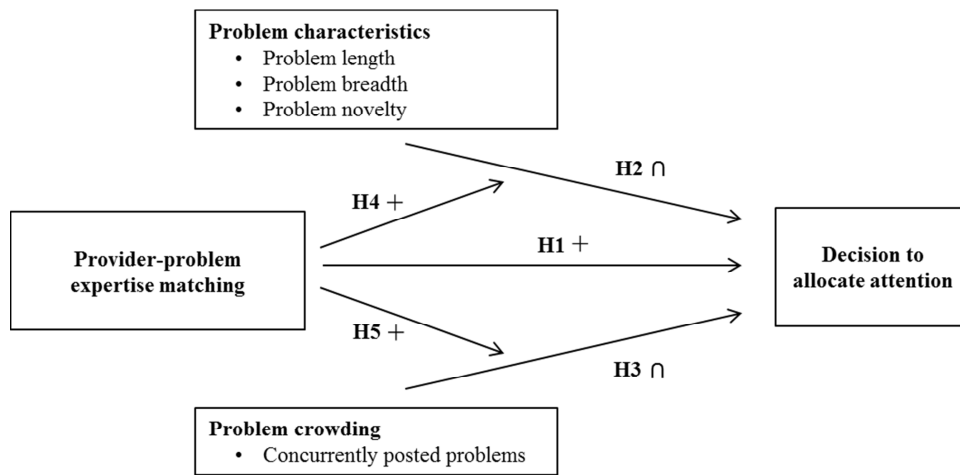 Problem characteristics
• Problem length
• Problem breadth
• Problem novelty
H2 ∩
H4 +
H1 +
Provider-problem
expertise matching
Decision to
allocate attention
H5 +
H3 ∩
Problem crowding
• Concurrently posted problems